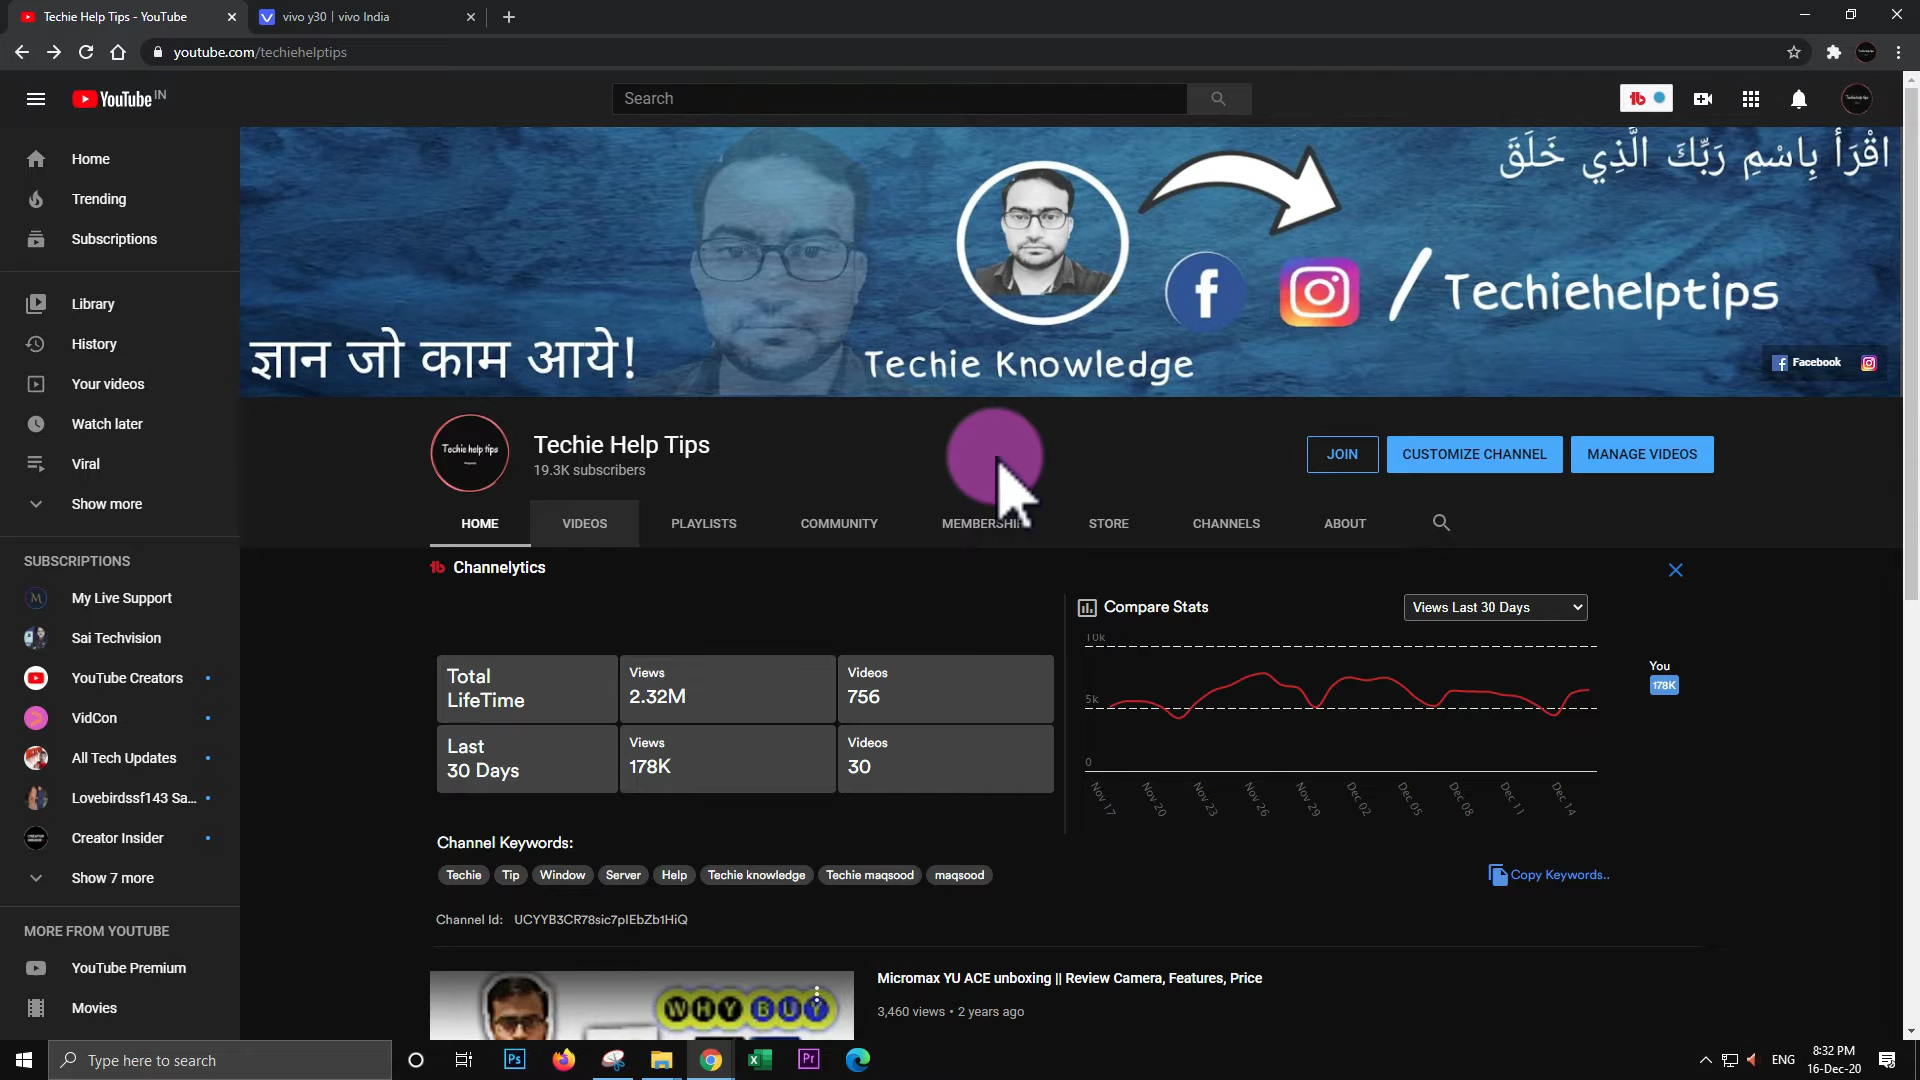 Techie Help Tips - YouTube
vivo y30 | vivo India
youtube.com/techiehelptips
YouTube IN
Search
Home
Trending
Subscriptions
Library
History
Your videos
Watch later
Viral
Show more
SUBSCRIPTIONS
My Live Support
Sai Techvision
YouTube Creators
VidCon
All Tech Updates
Lovebirdssf143 Sa...
Creator Insider
Show 7 more
MORE FROM YOUTUBE
YouTube Premium
Movies
اقْرَأْ بِاسْمِ رَبِّكَ الَّذِي خَلَقَ
/Techiehelptips
ज्ञान जो काम आये!
Techie Knowledge
Facebook
Techie help tips
Techie Help Tips
19.3K subscribers
JOIN
CUSTOMIZE CHANNEL
MANAGE VIDEOS
HOME VIDEOS PLAYLISTS COMMUNITY MEMBERSHIP STORE CHANNELS ABOUT
Channelytics
Total LifeTime
Views
2.32M
Videos
756
Last 30 Days
Views
178K
Videos
30
Compare Stats
Views Last 30 Days
10k
5k
0
Nov 17 Nov 20 Nov 23 Nov 26 Nov 29 Dec 02 Dec 05 Dec 08 Dec 11 Dec 14
You
178K
Channel Keywords:
Techie Tip Window Server Help Techie knowledge Techie maqsood maqsood
Copy Keywords..
Channel Id: UCYYB3CR78sic7pIEbZb1HiQ
WHY BUY
Micromax YU ACE unboxing || Review Camera, Features, Price
3,460 views • 2 years ago
Type here to search
Ps
Pr
ENG
8:32 PM
16-Dec-20